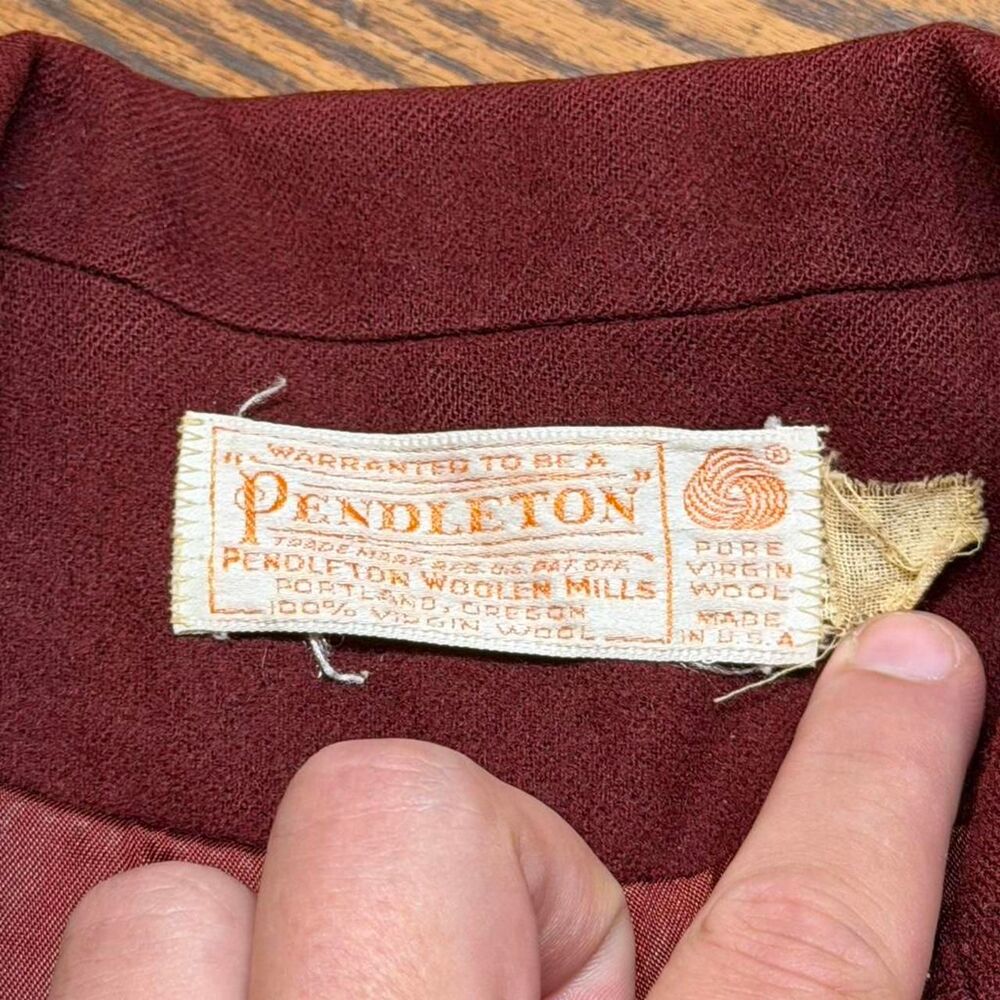 WARRANTED TO BE A
"PENDLETON"
TRADE MARK REG. U.S. PAT. OFF.
PENDLETON WOOLEN MILLS
PORTLAND, OREGON
100% VIRGIN WOOL
®
PURE
VIRGIN
WOOL
MADE
IN U.S.A